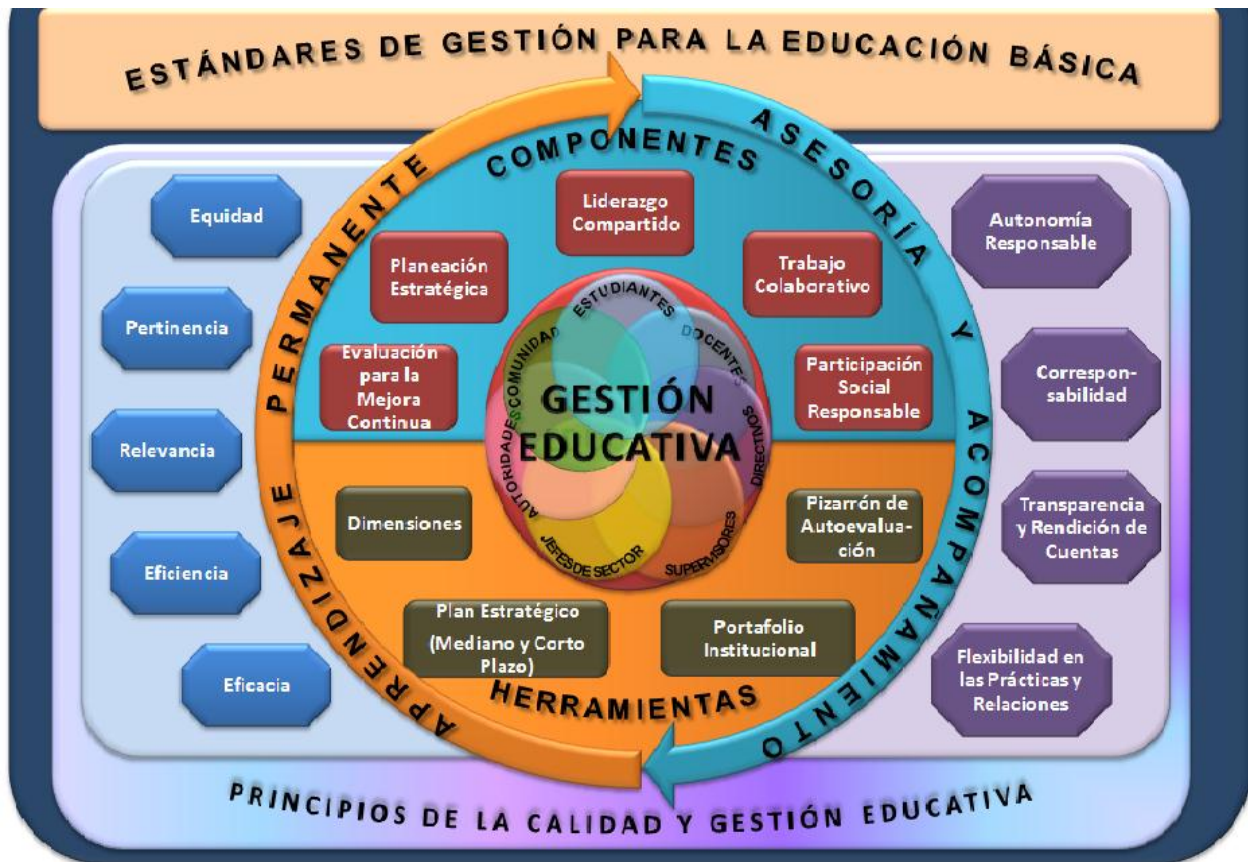 ESTÁNDARES DE GESTIÓN PARA LA EDUCACIÓN BÁSICA
APRENDIZAJE PERMANENTE
ASESORÍA Y ACOMPAÑAMIENTO
Equidad
Pertinencia
Relevancia
Eficiencia
Eficacia
COMPONENTES
Liderazgo
Compartido
Planeación
Estratégica
Trabajo
Colaborativo
Evaluación
para la
Mejora
Continua
Participación
Social
Responsable
ESTUDIANTES
DOCENTES
DIRECTIVOS
SUPERVISORES
JEFES DE SECTOR
AUTORIDADES
COMUNIDAD
GESTIÓN
EDUCATIVA
Dimensiones
Pizarrón de
Autoevalua-
ción
Plan Estratégico
(Mediano y Corto
Plazo)
Portafolio
Institucional
HERRAMIENTAS
Autonomía
Responsable
Correspon-
sabilidad
Transparencia
y Rendición de
Cuentas
Flexibilidad en
las Prácticas y
Relaciones
PRINCIPIOS DE LA CALIDAD Y GESTIÓN EDUCATIVA